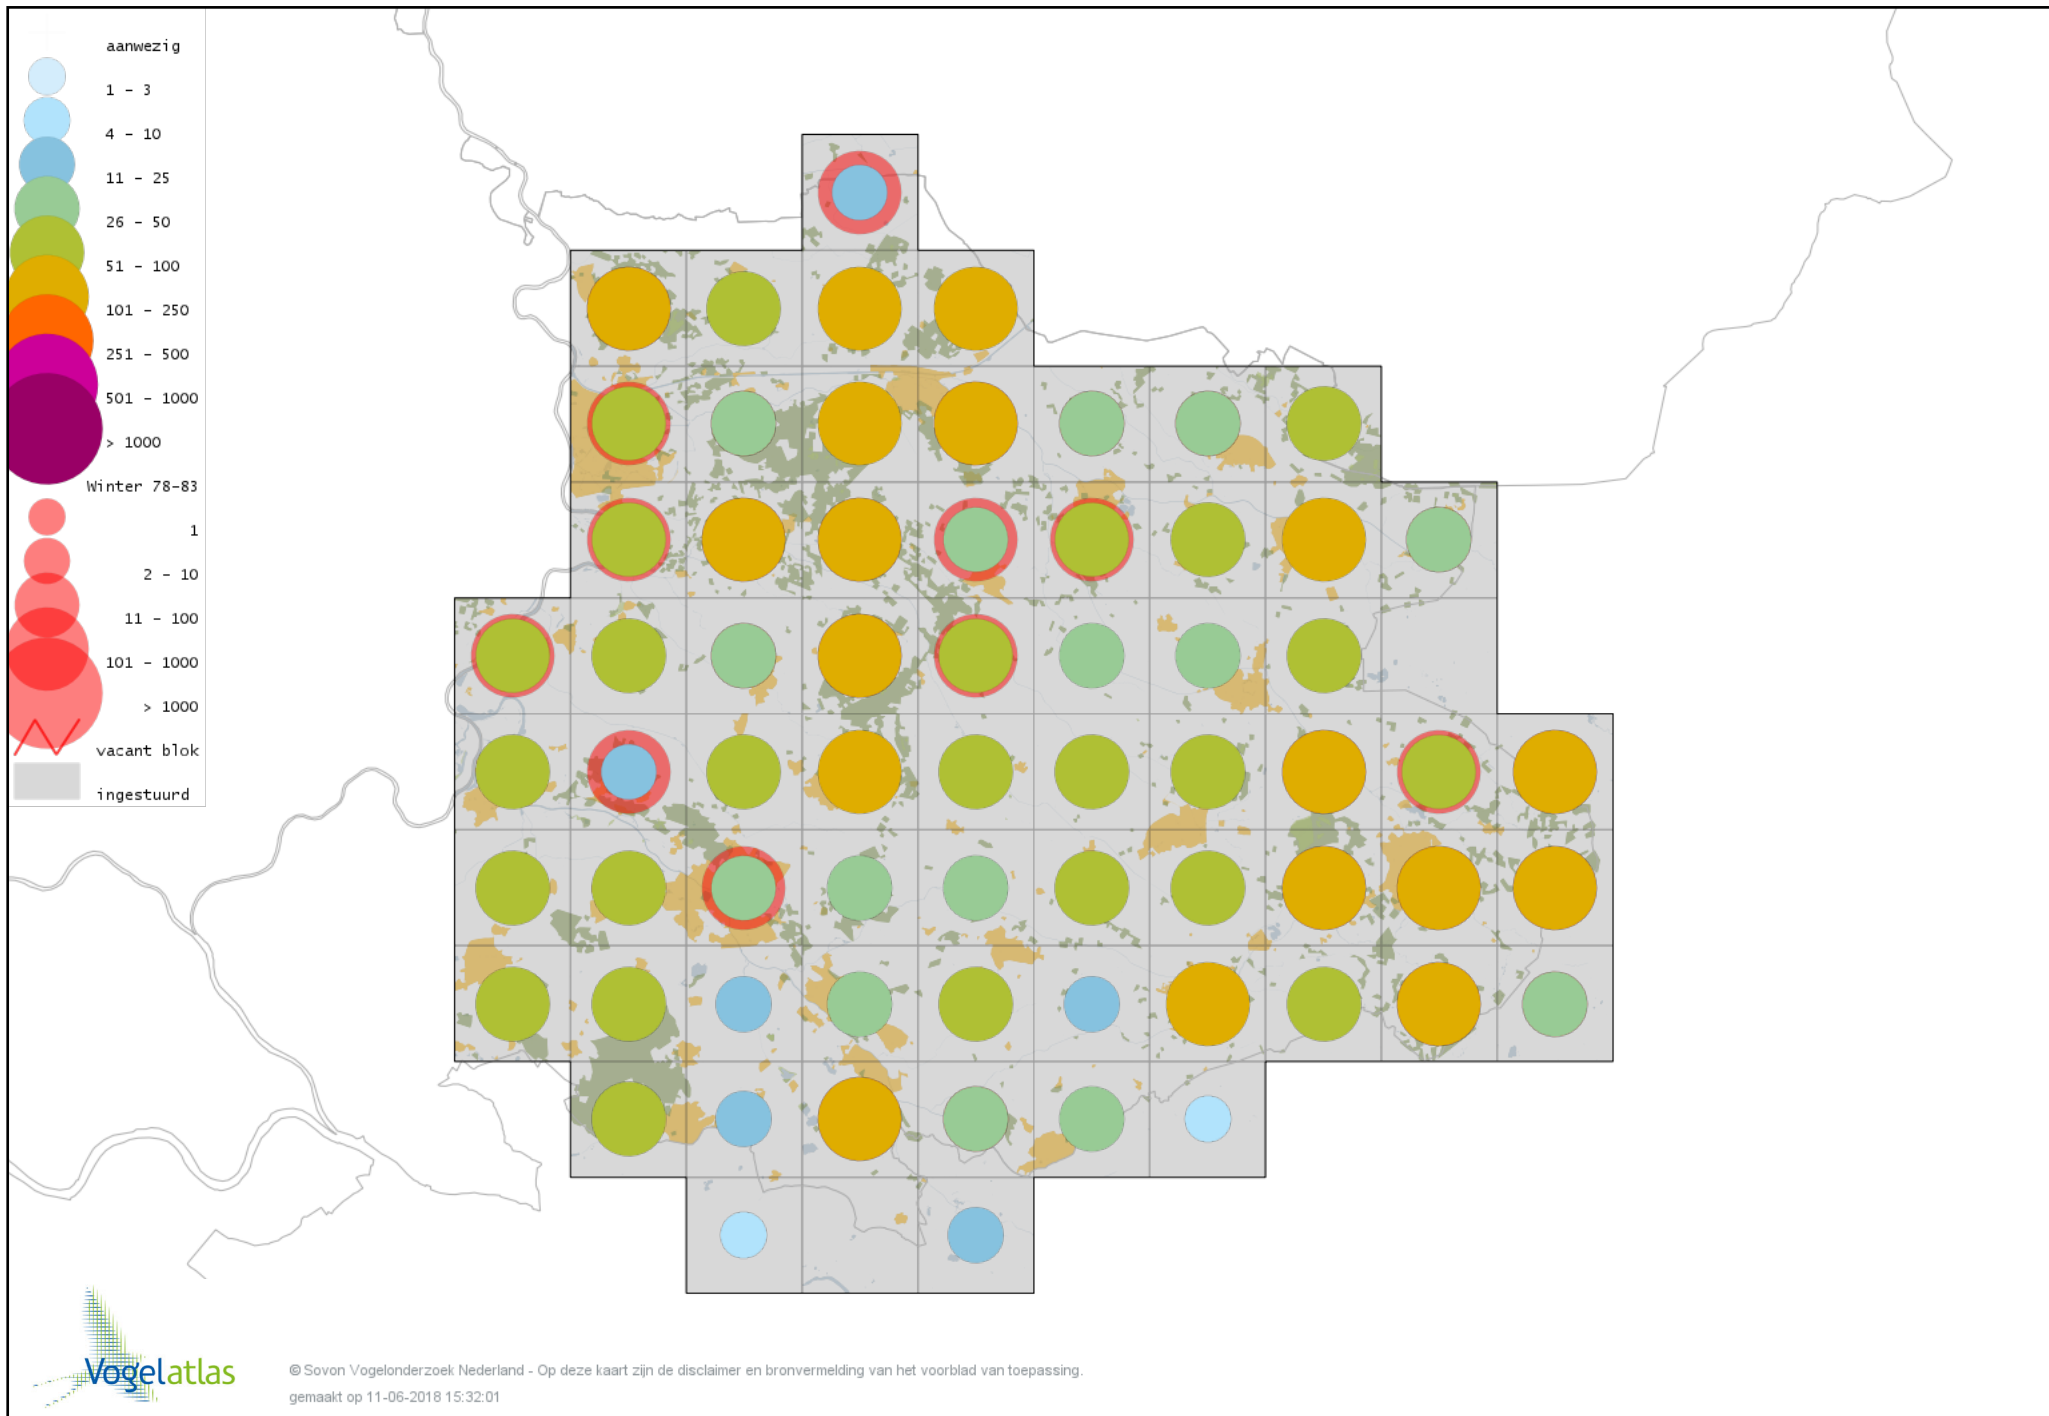 aanwezig
1 - 3
4 - 10
11 - 25
26 - 50
51 - 100
101 - 250
251 - 500
501 - 1000
> 1000
Winter 78-83
1
2 - 10
11 - 100
101 - 1000
> 1000
vacant blok
ingestuurd
Vogelatlas
© Sovon Vogelonderzoek Nederland - Op deze kaart zijn de disclaimer en bronvermelding van het voorblad van toepassing.
gemaakt op 11-06-2018 15:32:01